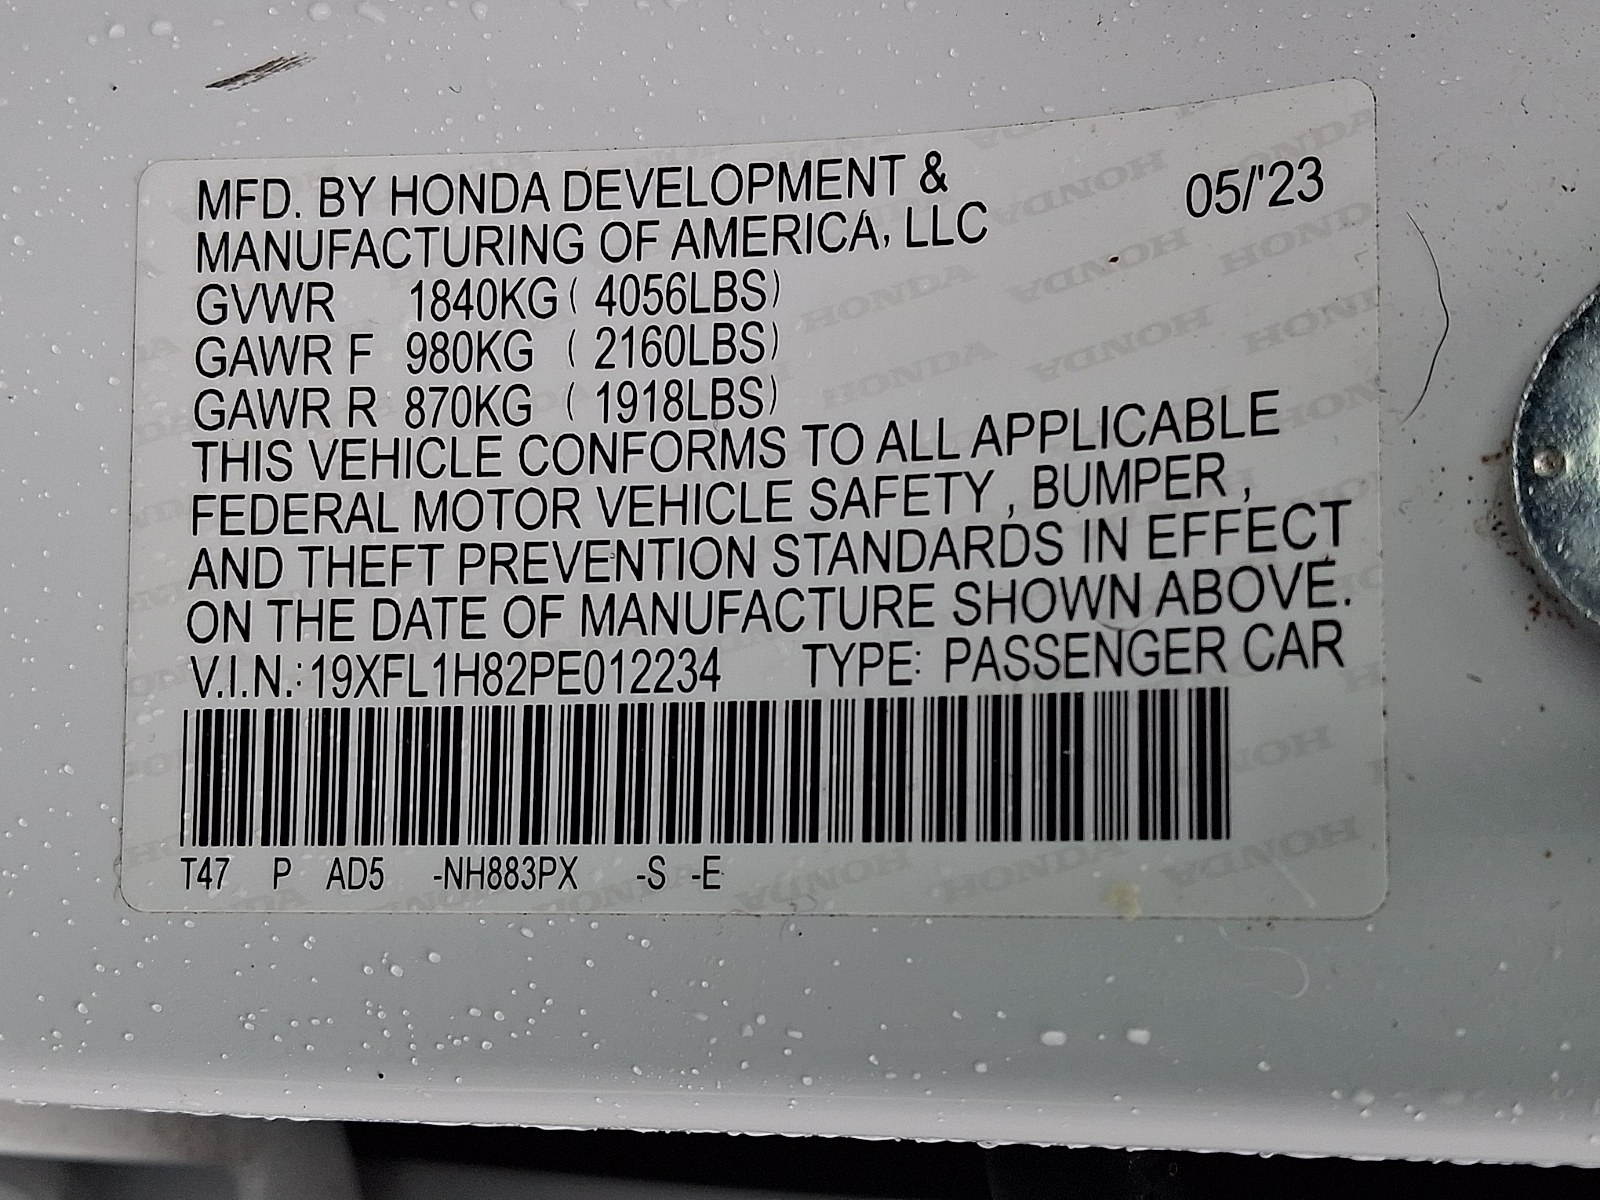 MFD. BY HONDA DEVELOPMENT & 05/'23
MANUFACTURING OF AMERICA, LLC
GVWR 1840KG ( 4056LBS)
GAWR F 980KG ( 2160LBS)
GAWR R 870KG ( 1918LBS)
THIS VEHICLE CONFORMS TO ALL APPLICABLE
FEDERAL MOTOR VEHICLE SAFETY , BUMPER ,
AND THEFT PREVENTION STANDARDS IN EFFECT
ON THE DATE OF MANUFACTURE SHOWN ABOVE.
V.I.N.: 19XFL1H82PE012234 TYPE: PASSENGER CAR
T47 P AD5 -NH883PX -S -E